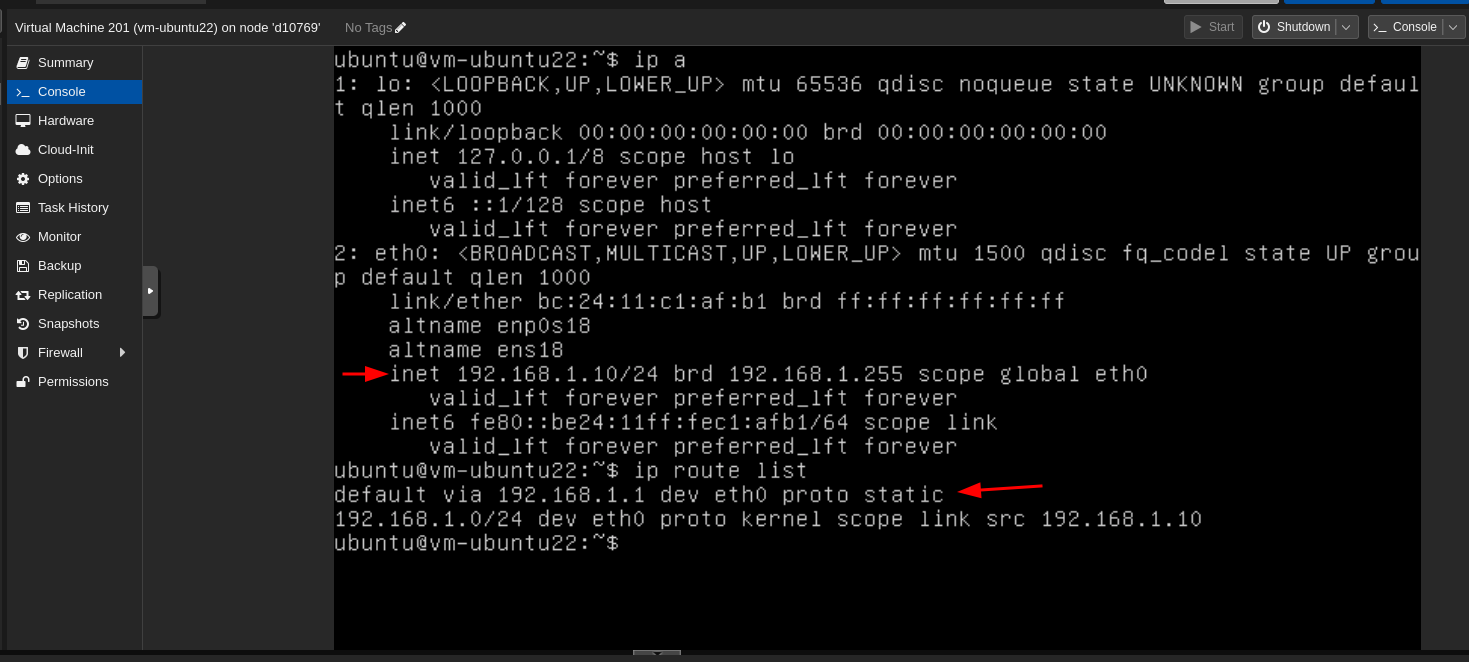 Virtual Machine 201 (vm-ubuntu22) on node 'd10769' No Tags Start Shutdown Console
Summary
Console
Hardware
Cloud-Init
Options
Task History
Monitor
Backup
Replication
Snapshots
Firewall
Permissions
ubuntu@vm-ubuntu22:~$ ip a
1: lo: <LOOPBACK,UP,LOWER_UP> mtu 65536 qdisc noqueue state UNKNOWN group defaul
t qlen 1000
link/loopback 00:00:00:00:00:00 brd 00:00:00:00:00:00
inet 127.0.0.1/8 scope host lo
valid_lft forever preferred_lft forever
inet6 ::1/128 scope host
valid_lft forever preferred_lft forever
2: eth0: <BROADCAST,MULTICAST,UP,LOWER_UP> mtu 1500 qdisc fq_codel state UP grou
p default qlen 1000
link/ether bc:24:11:c1:af:b1 brd ff:ff:ff:ff:ff:ff
altname enp0s18
altname ens18
inet 192.168.1.10/24 brd 192.168.1.255 scope global eth0
valid_lft forever preferred_lft forever
inet6 fe80::be24:11ff:fec1:afb1/64 scope link
valid_lft forever preferred_lft forever
ubuntu@vm-ubuntu22:~$ ip route list
default via 192.168.1.1 dev eth0 proto static
192.168.1.0/24 dev eth0 proto kernel scope link src 192.168.1.10
ubuntu@vm-ubuntu22:~$